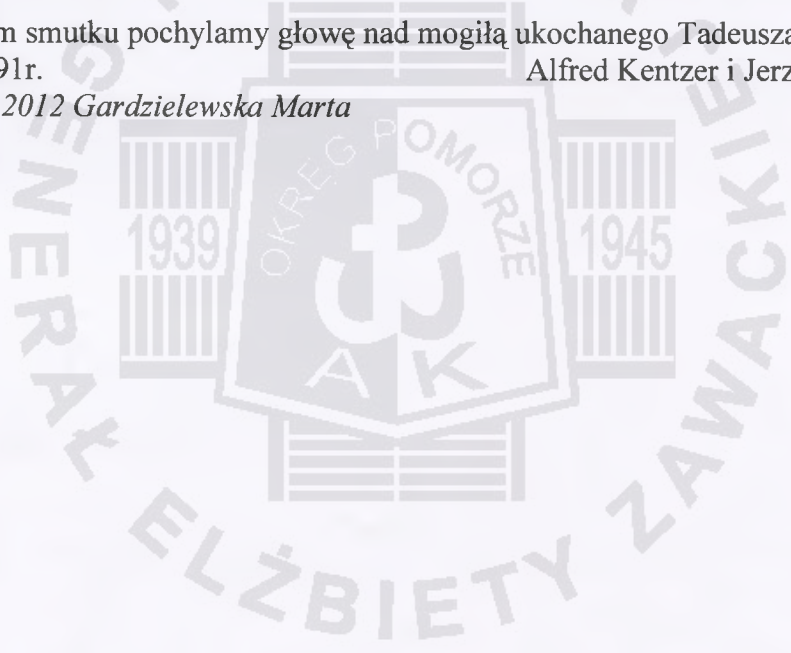 m smutku pochylamy głowę nad mogiłą ukochanego Tadeusza
91r. Alfred Kentzer i Jerz
2012 Gardzielewska Marta
OKRĘG POMORZE
1939
1945
AK
GENERAŁ ELŻBIETY ZAWACKIE